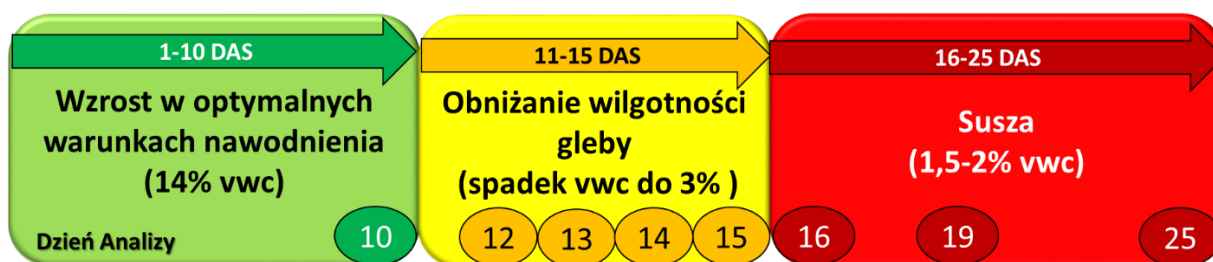 1-10 DAS
Wzrost w optymalnych
warunkach nawodnienia
(14% vwc)
Dzień Analizy
10
11-15 DAS
Obniżanie wilgotności
gleby
(spadek vwc do 3% )
12
13
14
15
16-25 DAS
Susza
(1,5-2% vwc)
16
19
25